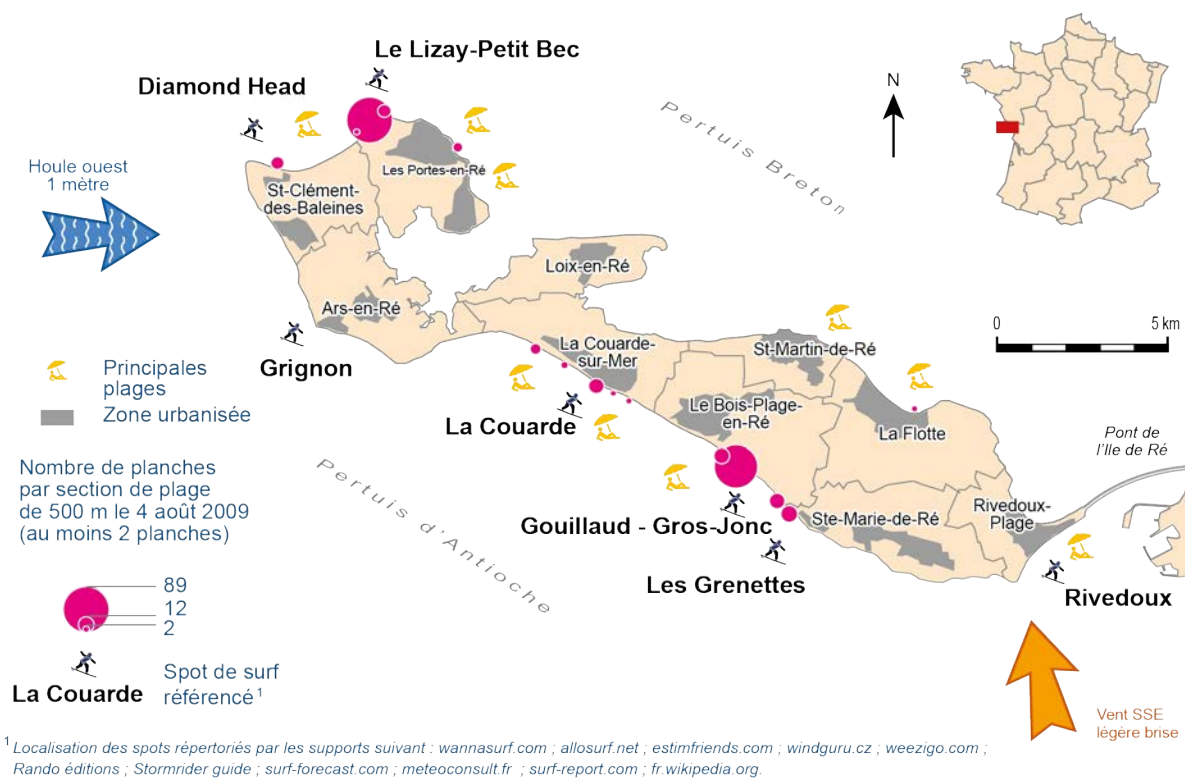 Le Lizay-Petit Bec
Diamond Head
N
Houle ouest
1 mètre
Pertuis Breton
Les Portes-en-Ré
St-Clément-
des-Baleines
Loix-en-Ré
Ars-en-Ré
0
5 km
Grignon
La Couarde-
sur-Mer
St-Martin-de-Ré
Principales
plages
Zone urbanisée
La Couarde
Le Bois-Plage-
en-Ré
La Flotte
Pont de
l'Ile de Ré
Nombre de planches
par section de plage
de 500 m le 4 août 2009
(au moins 2 planches)
Pertuis d'Antioche
Gouillaud - Gros-Jonc
Ste-Marie-de-Ré
Rivedoux-
Plage
Les Grenettes
Rivedoux
89
12
2
La Couarde
Spot de surf
référencé 1
Vent SSE
légère brise
1 Localisation des spots répertoriés par les supports suivant : wannasurf.com ; allosurf.net ; estimfriends.com ; windguru.cz ; weezigo.com ;
Rando éditions ; Stormrider guide ; surf-forecast.com ; meteoconsult.fr ; surf-report.com ; fr.wikipedia.org.